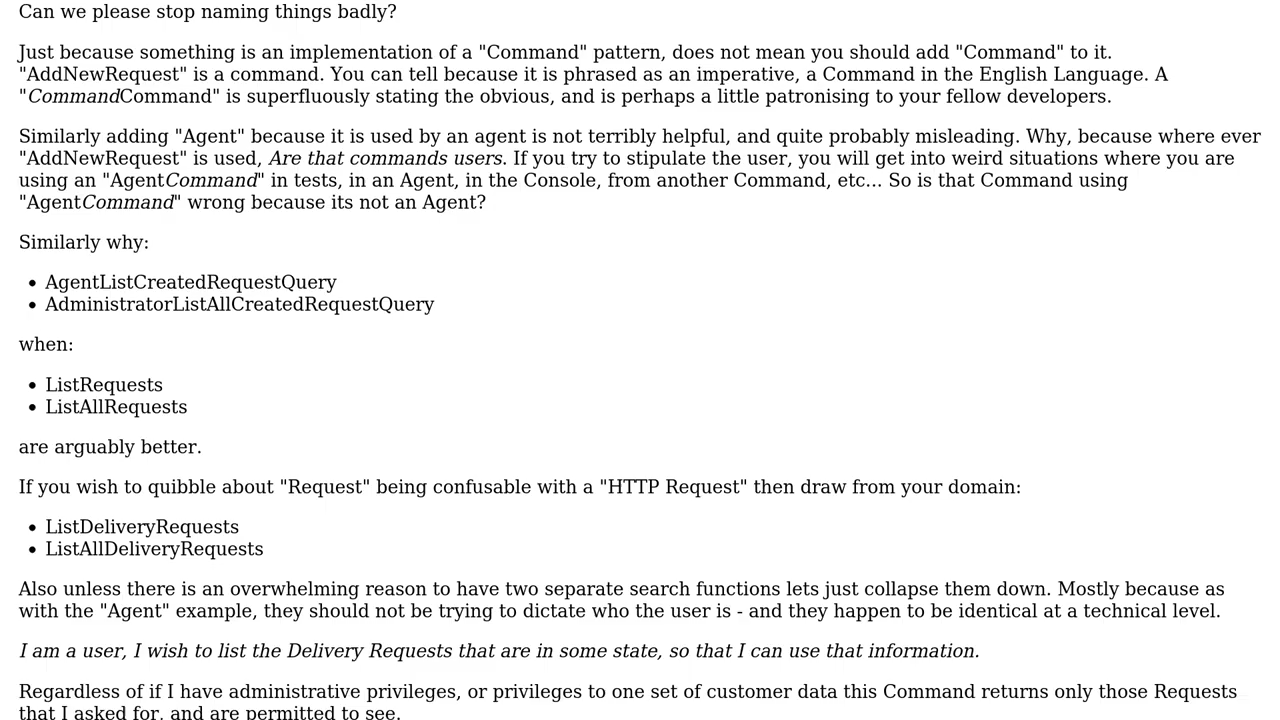 Can we please stop naming things badly?
Just because something is an implementation of a "Command" pattern, does not mean you should add "Command" to it.
"AddNewRequest" is a command. You can tell because it is phrased as an imperative, a Command in the English Language. A
"CommandCommand" is superfluously stating the obvious, and is perhaps a little patronising to your fellow developers.
Similarly adding "Agent" because it is used by an agent is not terribly helpful, and quite probably misleading. Why, because where ever
"AddNewRequest" is used, Are that commands users. If you try to stipulate the user, you will get into weird situations where you are
using an "AgentCommand" in tests, in an Agent, in the Console, from another Command, etc... So is that Command using
"AgentCommand" wrong because its not an Agent?
Similarly why:
• AgentListCreatedRequestQuery
• AdministratorListAllCreatedRequestQuery
when:
• ListRequests
• ListAllRequests
are arguably better.
If you wish to quibble about "Request" being confusable with a "HTTP Request" then draw from your domain:
• ListDeliveryRequests
• ListAllDeliveryRequests
Also unless there is an overwhelming reason to have two separate search functions lets just collapse them down. Mostly because as
with the "Agent" example, they should not be trying to dictate who the user is - and they happen to be identical at a technical level.
I am a user, I wish to list the Delivery Requests that are in some state, so that I can use that information.
Regardless of if I have administrative privileges, or privileges to one set of customer data this Command returns only those Requests
that I asked for, and are permitted to see.